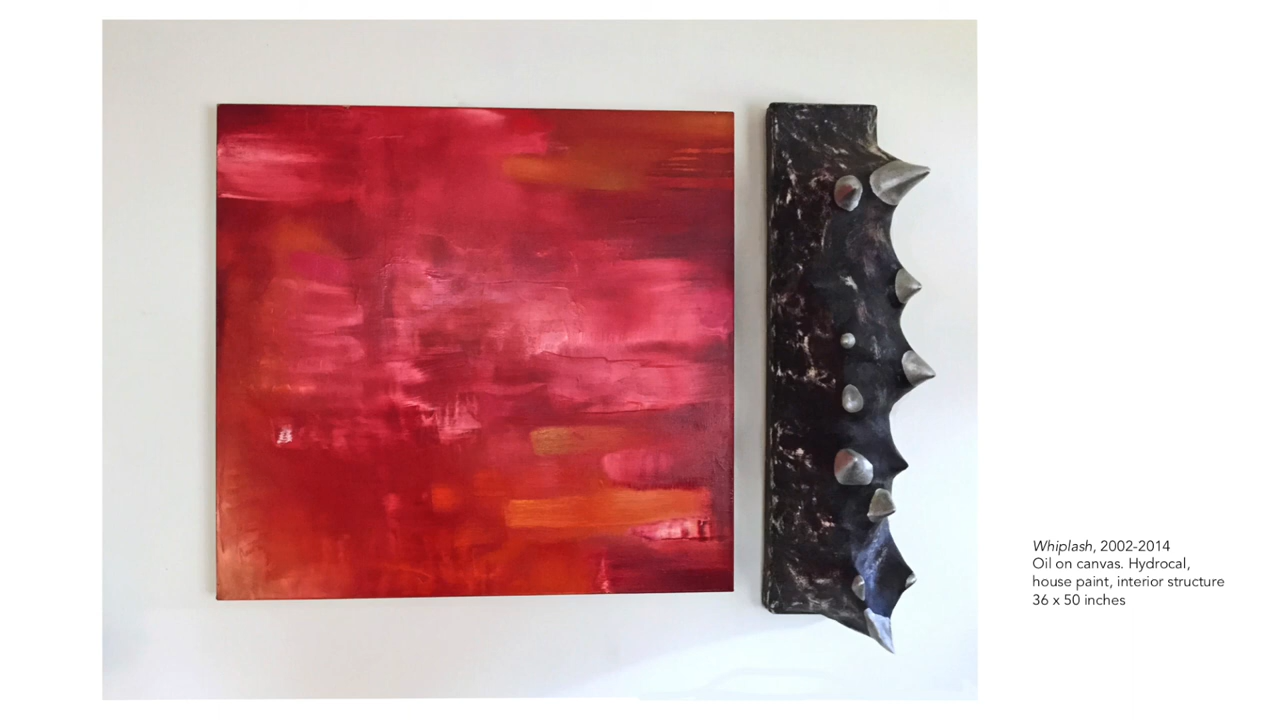 Whiplash, 2002-2014
Oil on canvas. Hydrocal,
house paint, interior structure
36 x 50 inches